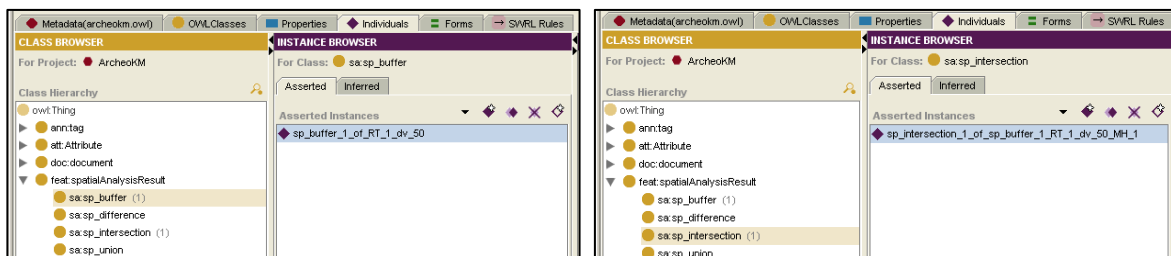 Metadata(archeokm.owl) OWLClasses Properties Individuals Forms SWRL Rules
CLASS BROWSER
For Project: ArcheoKM
Class Hierarchy
owl:Thing
ann:tag
att:Attribute
doc:document
feat:spatialAnalysisResult
sa:sp_buffer (1)
sa:sp_difference
sa:sp_intersection (1)
sa:sp_union
INSTANCE BROWSER
For Class: sa:sp_buffer
Asserted Inferred
Asserted Instances
sp_buffer_1_of_RT_1_dv_50
Metadata(archeokm.owl) OWLClasses Properties Individuals Forms SWRL Rules
CLASS BROWSER
For Project: ArcheoKM
Class Hierarchy
owl:Thing
ann:tag
att:Attribute
doc:document
feat:spatialAnalysisResult
sa:sp_buffer (1)
sa:sp_difference
sa:sp_intersection (1)
sa:sp_union
INSTANCE BROWSER
For Class: sa:sp_intersection
Asserted Inferred
Asserted Instances
sp_intersection_1_of_sp_buffer_1_RT_1_dv_50_MH_1